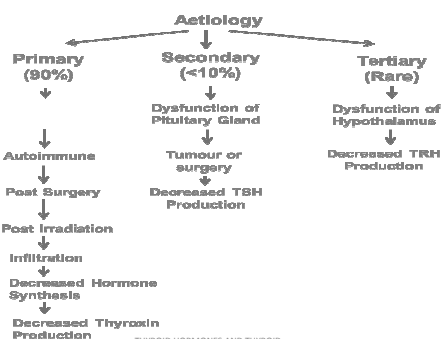 Aetiology
Primary
(90%)
Autoimmune
Post Surgery
Post Irradiation
Infiltration
Decreased Hormone
Synthesis
Decreased Thyroxin
Production
Secondary
(<10%)
Dysfunction of
Pituitary Gland
Tumour or
surgery
Decreased TSH
Production
Tertiary
(Rare)
Dysfunction of
Hypothalamus
Decreased TRH
Production